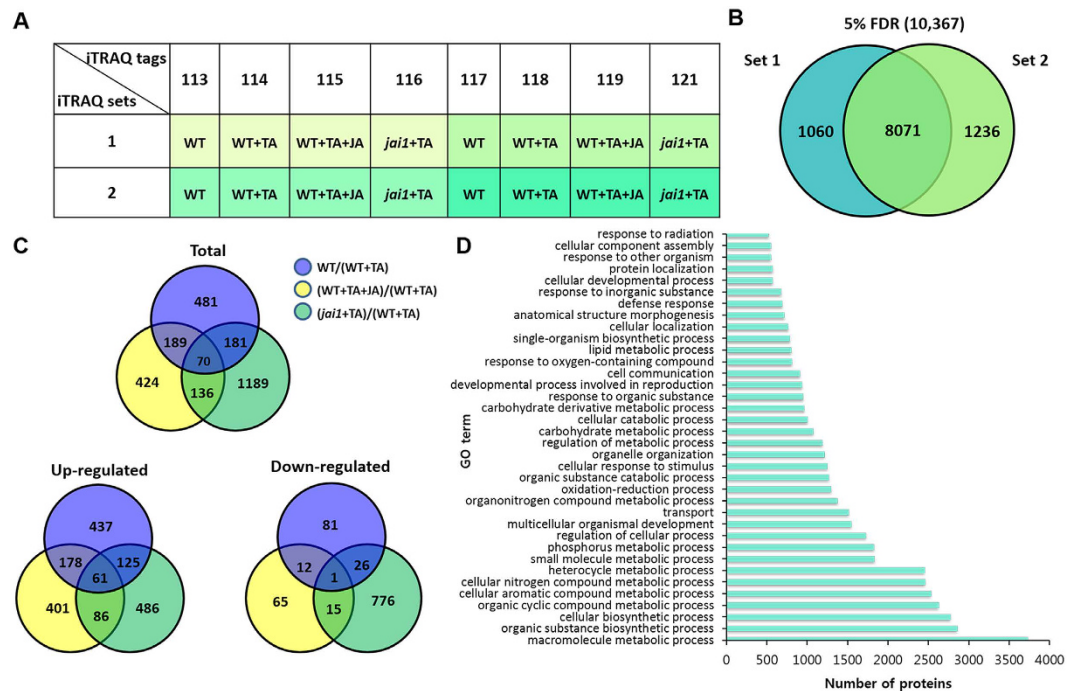 A
iTRAQ tags
iTRAQ sets
113 114 115 116 117 118 119 121
1 WT WT+TA WT+TA+JA jai1+TA WT WT+TA WT+TA+JA jai1+TA
2 WT WT+TA WT+TA+JA jai1+TA WT WT+TA WT+TA+JA jai1+TA
B
5% FDR (10,367)
Set 1
Set 2
1060 8071 1236
C
Total
481
189 181
70
424 136 1189
WT/(WT+TA)
(WT+TA+JA)/(WT+TA)
(jai1+TA)/(WT+TA)
Up-regulated
437
178 125
61
401 86 486
Down-regulated
81
12 26
1
65 15 776
D
GO term
response to radiation
cellular component assembly
response to other organism
protein localization
cellular developmental process
response to inorganic substance
defense response
anatomical structure morphogenesis
cellular localization
single-organism biosynthetic process
lipid metabolic process
response to oxygen-containing compound
cell communication
developmental process involved in reproduction
response to organic substance
carbohydrate derivative metabolic process
cellular catabolic process
carbohydrate metabolic process
regulation of metabolic process
organelle organization
cellular response to stimulus
organic substance catabolic process
oxidation-reduction process
organonitrogen compound metabolic process
transport
multicellular organismal development
regulation of cellular process
phosphorus metabolic process
small molecule metabolic process
heterocycle metabolic process
cellular nitrogen compound metabolic process
cellular aromatic compound metabolic process
organic cyclic compound metabolic process
cellular biosynthetic process
organic substance biosynthetic process
macromolecule metabolic process
0 500 1000 1500 2000 2500 3000 3500 4000
Number of proteins